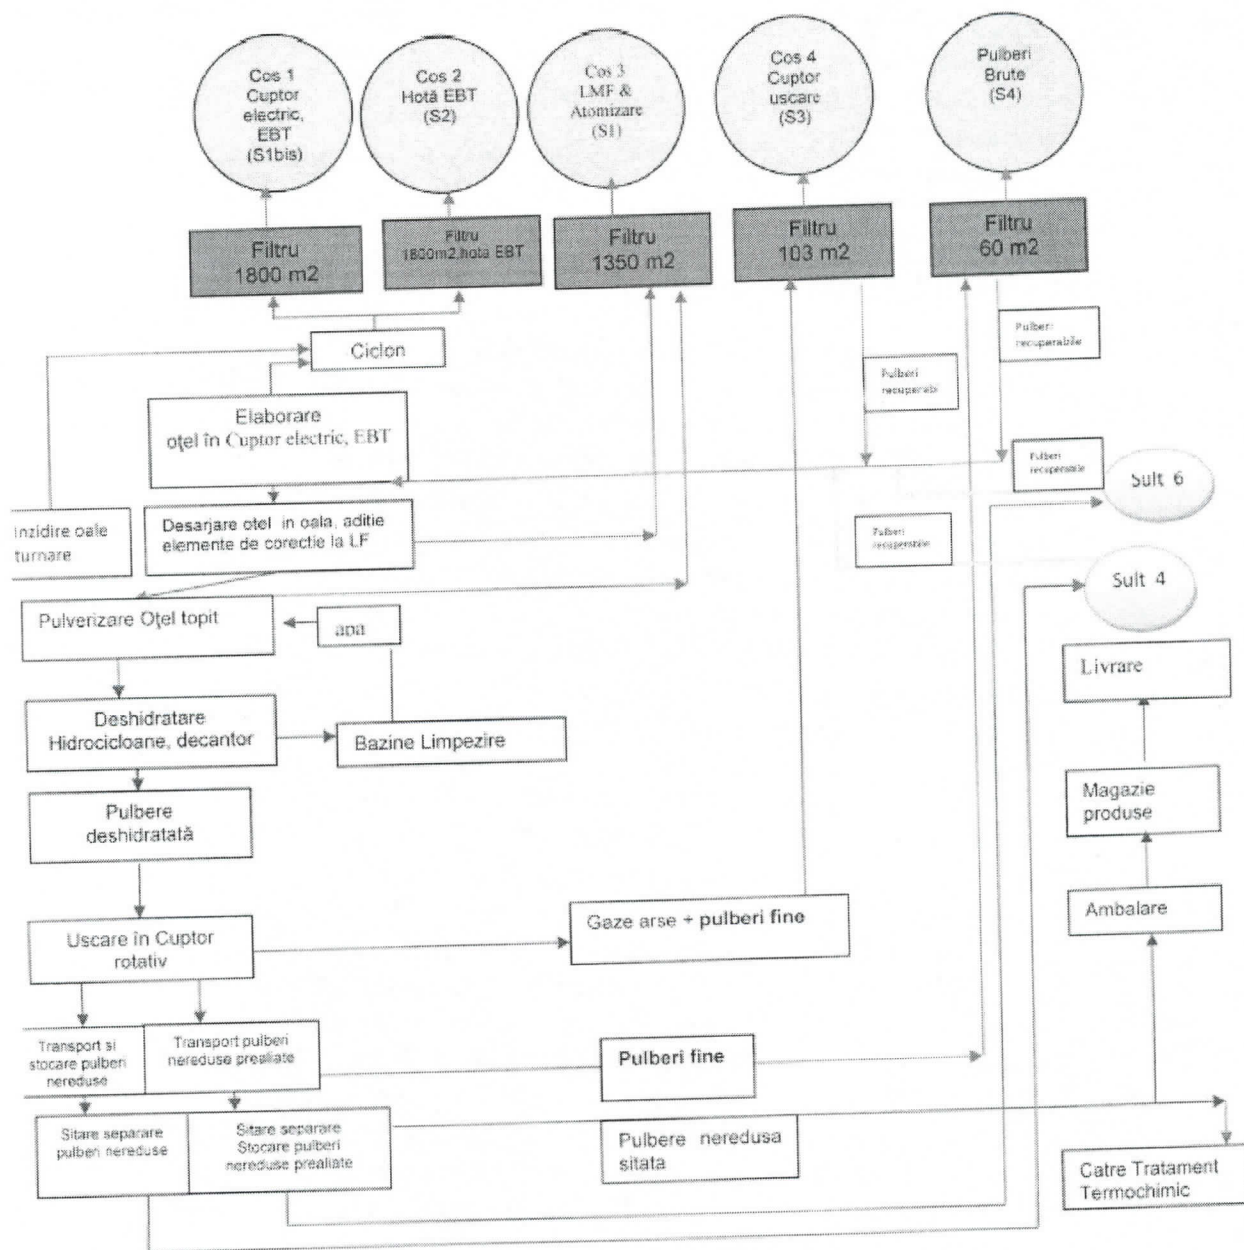 Cos 1
Cuptor
electric,
EBT
(S1bis)
Cos 2
Hotă EBT
(S2)
Cos 3
LMF &
Atomizare
(S1)
Cos 4
Cuptor
uscare
(S3)
Pulberi
Brute
(S4)
Filtru
1800 m2
Filtru
1800m2,hota EBT
Filtru
1350 m2
Filtru
103 m2
Filtru
60 m2
Ciclon
Pulberi
recuperabile
Pulberi
recuperabi
Elaborare
oţel în Cuptor electric, EBT
Pulberi
recuperabile
Sult 6
Inzidire oale
turnare
Desarjare otel in oala, aditie
elemente de corectie la LF
Pulberi
recuperabile
Sult 4
Pulverizare Oţel topit
apa
Livrare
Deshidratare
Hidrocicloane, decantor
Bazine Limpezire
Magazie
produse
Pulbere
deshidratată
Gaze arse + pulberi fine
Ambalare
Uscare în Cuptor
rotativ
Transport si
stocare pulberi
nereduse
Transport pulberi
nereduse prealiate
Pulberi fine
Sitare separare
pulberi nereduse
Sitare separare
Stocare pulberi
nereduse prealiate
Pulbere neredusa
sitata
Catre Tratament
Termochimic